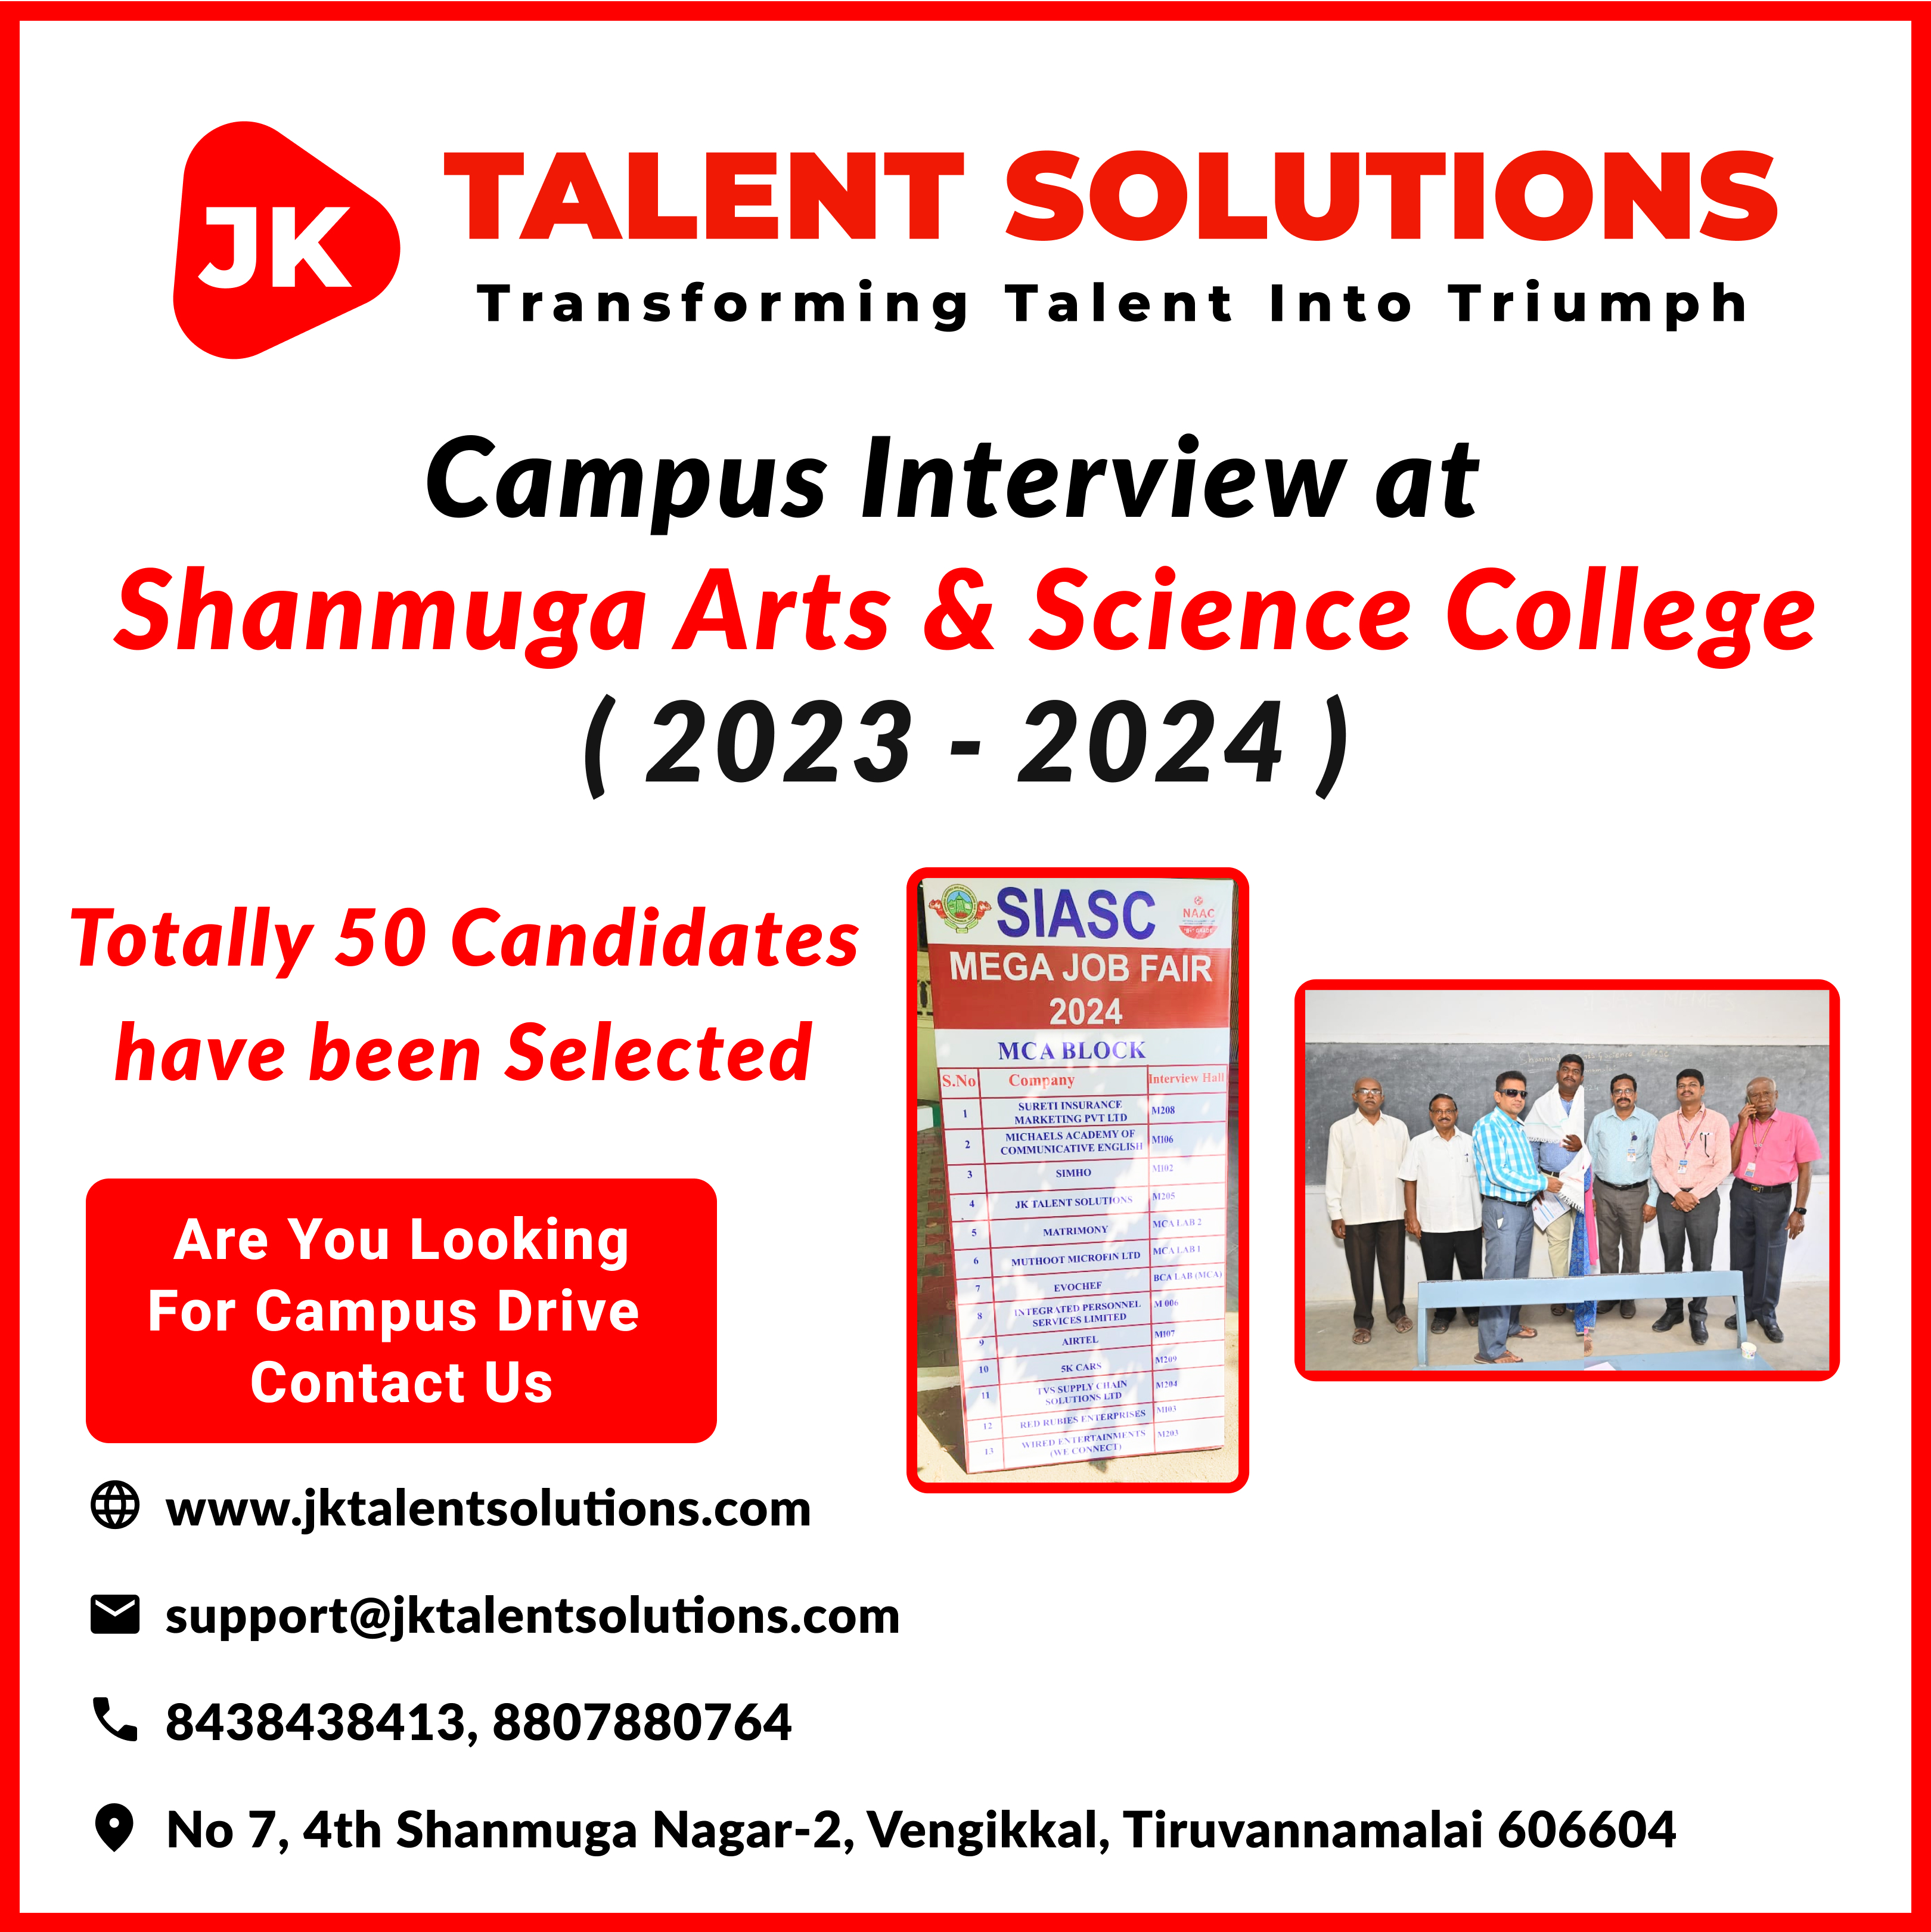 JK
TALENT SOLUTIONS
Transforming Talent Into Triumph
Campus Interview at
Shanmuga Arts & Science College
( 2023 - 2024 )
Totally 50 Candidates
have been Selected
SIASC
NAAC
MEGA JOB FAIR
2024
MCA BLOCK
S.No Company Interview Hall
1 SURETI INSURANCE MARKETING PVT LTD M208
2 MICHAELS ACADEMY OF COMMUNICATIVE ENGLISH M106
3 SIMHO M102
4 JK TALENT SOLUTIONS M205
5 MATRIMONY MCA LAB 2
6 MUTHOOT MICROFIN LTD MCA LAB 1
7 EVOCHEF BCA LAB (MCA)
8 INTEGRATED PERSONNEL SERVICES LIMITED M 006
9 AIRTEL M107
10 5K CARS M209
11 TVS SUPPLY CHAIN SOLUTIONS LTD M204
12 RED RUBIES ENTERPRISES M103
13 WIRED ENTERTAINMENTS (WE CONNECT) M203
Are You Looking
For Campus Drive
Contact Us
www.jktalentsolutions.com
support@jktalentsolutions.com
8438438413, 8807880764
No 7, 4th Shanmuga Nagar-2, Vengikkal, Tiruvannamalai 606604